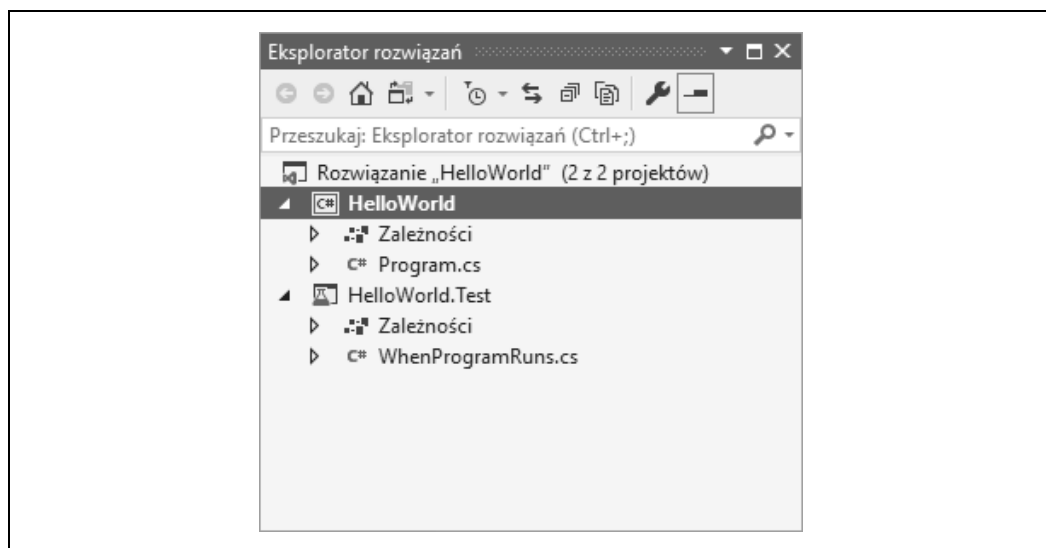 Eksplorator rozwiązań
Przeszukaj: Eksplorator rozwiązań (Ctrl+;)
Rozwiązanie „HelloWorld” (2 z 2 projektów)
C# HelloWorld
Zależności
C# Program.cs
HelloWorld.Test
Zależności
C# WhenProgramRuns.cs